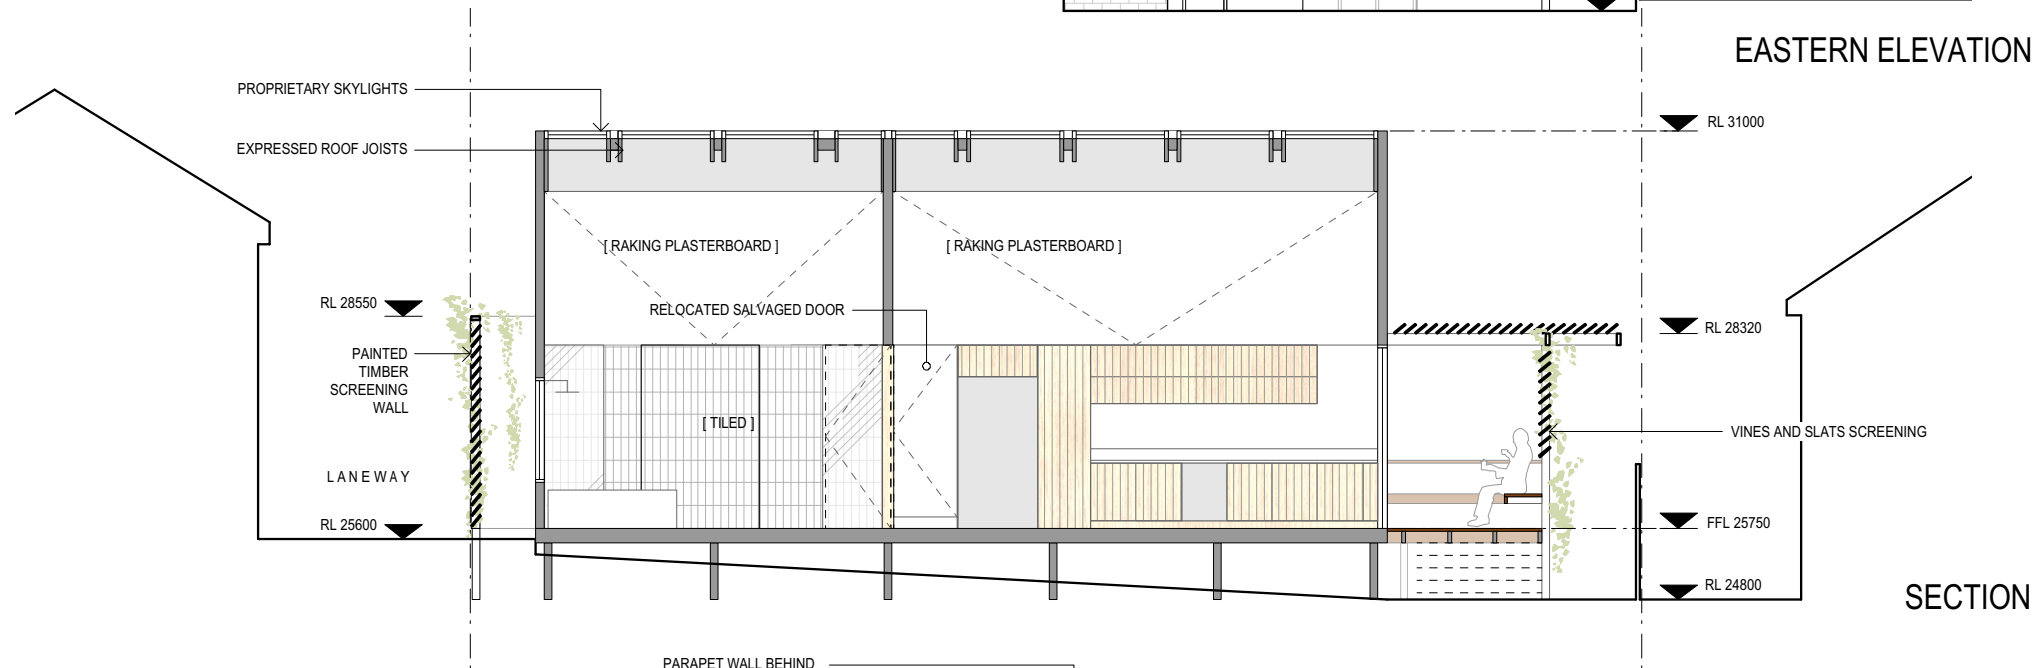 EASTERN ELEVATION
PROPRIETARY SKYLIGHTS
RL 31000
EXPRESSED ROOF JOISTS
[ RAKING PLASTERBOARD ]
[ RAKING PLASTERBOARD ]
RL 28550
RELOCATED SALVAGED DOOR
RL 28320
PAINTED
TIMBER
SCREENING
WALL
[ TILED ]
VINES AND SLATS SCREENING
LANEWAY
RL 25600
FFL 25750
RL 24800
SECTION
PARAPET WALL BEHIND